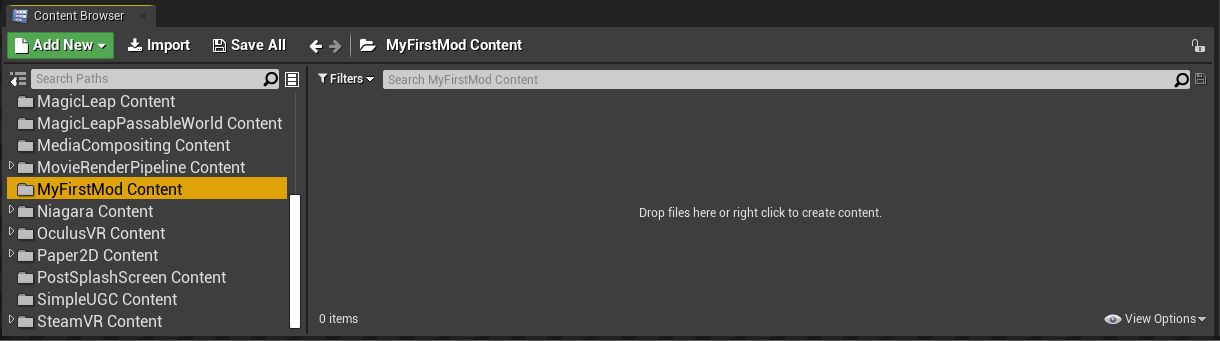 Content Browser
Add New Import Save All MyFirstMod Content
Search Paths
Filters Search MyFirstMod Content
MagicLeap Content
MagicLeapPassableWorld Content
MediaCompositing Content
MovieRenderPipeline Content
MyFirstMod Content
Niagara Content
OculusVR Content
Paper2D Content
PostSplashScreen Content
SimpleUGC Content
SteamVR Content
Drop files here or right click to create content.
0 items
View Options